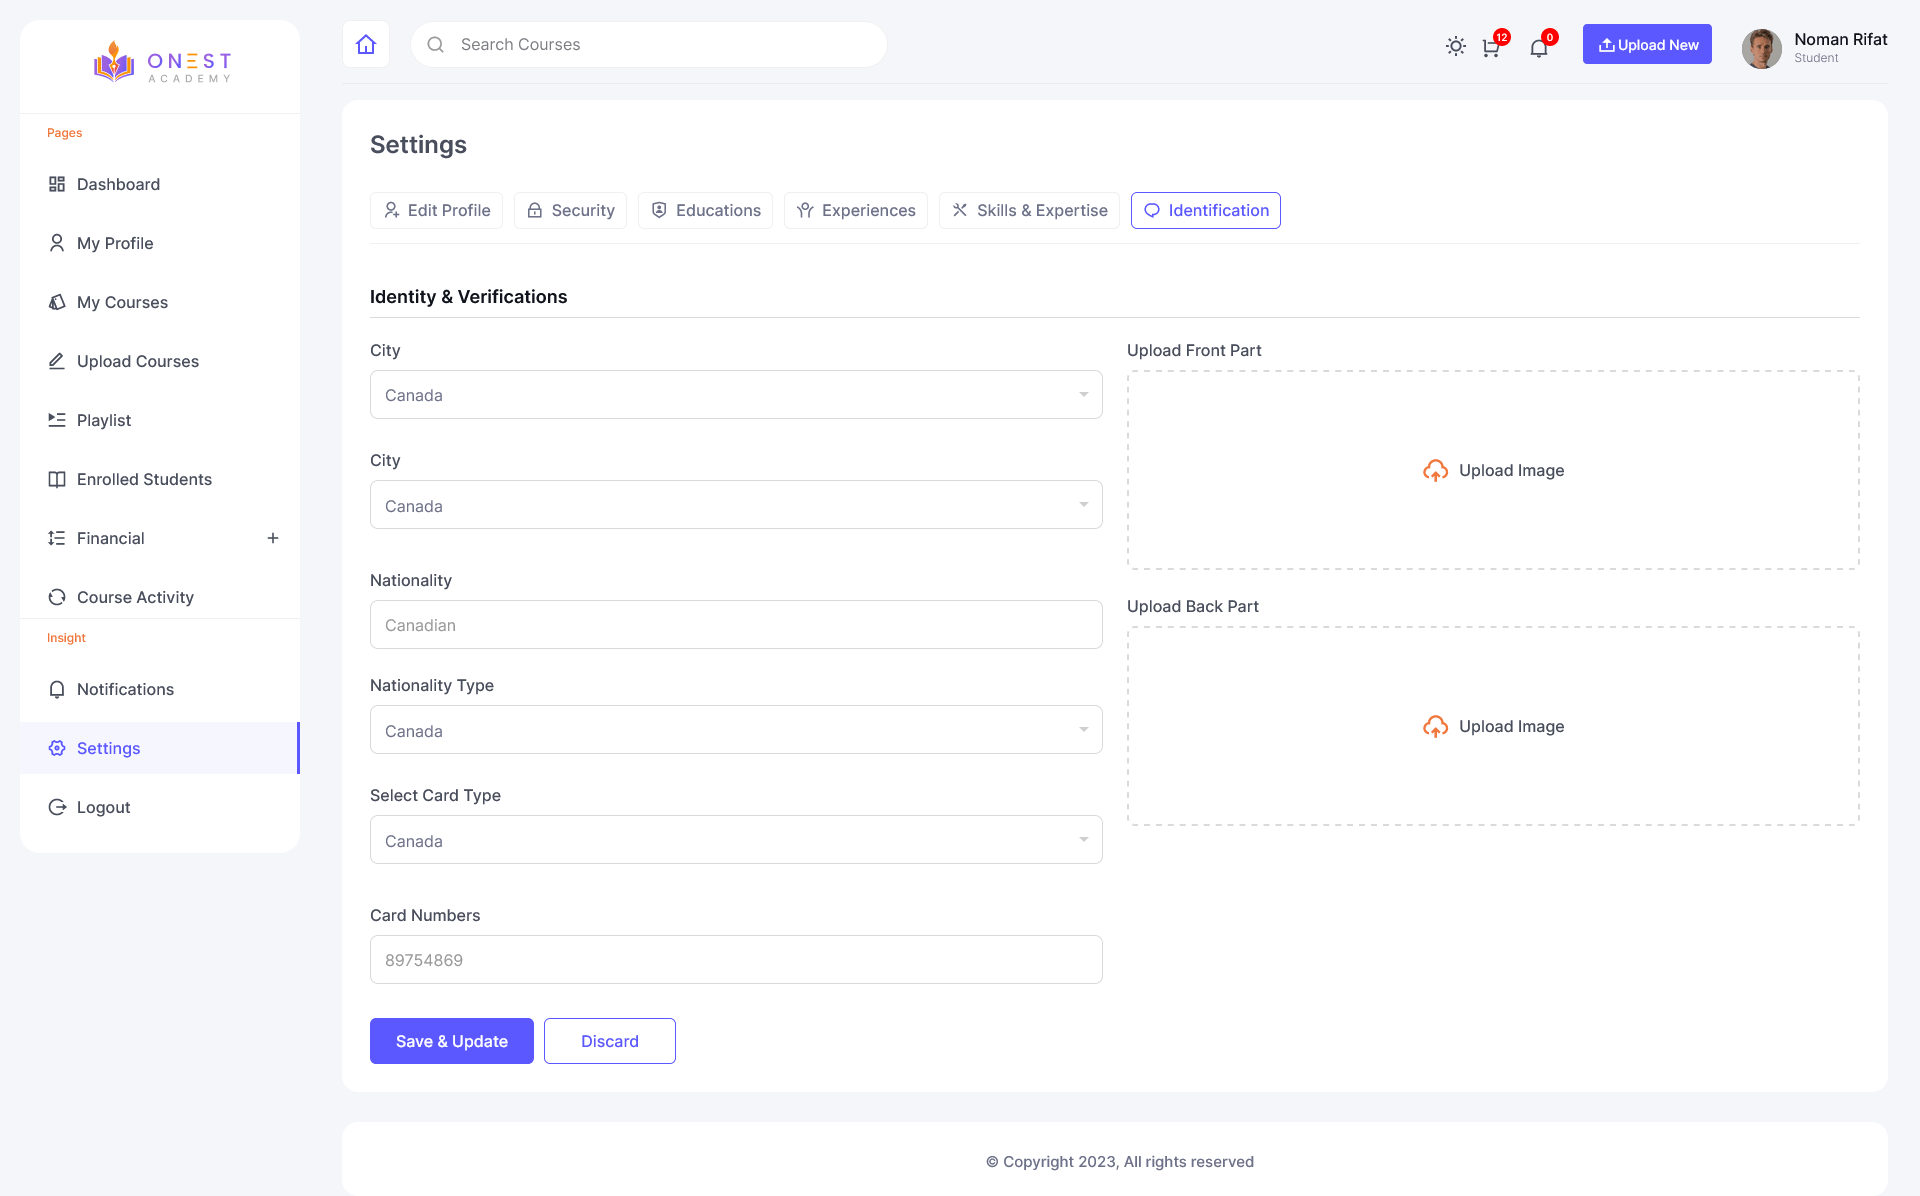 ONEST
ACADEMY
Search Courses
12
0
Upload New
Noman Rifat
Student
Pages
Dashboard
My Profile
My Courses
Upload Courses
Playlist
Enrolled Students
Financial
Course Activity
Insight
Notifications
Settings
Logout
Settings
Edit Profile
Security
Educations
Experiences
Skills & Expertise
Identification
Identity & Verifications
City
Canada
City
Canada
Nationality
Canadian
Nationality Type
Canada
Select Card Type
Canada
Card Numbers
89754869
Upload Front Part
Upload Image
Upload Back Part
Upload Image
Save & Update
Discard
© Copyright 2023, All rights reserved